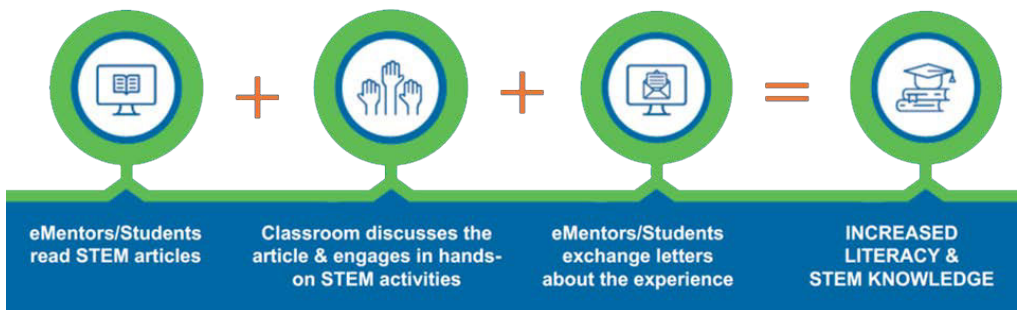 +
+
=
eMentors/Students
read STEM articles
Classroom discusses the
article & engages in hands-
on STEM activities
eMentors/Students
exchange letters
about the experience
INCREASED
LITERACY &
STEM KNOWLEDGE